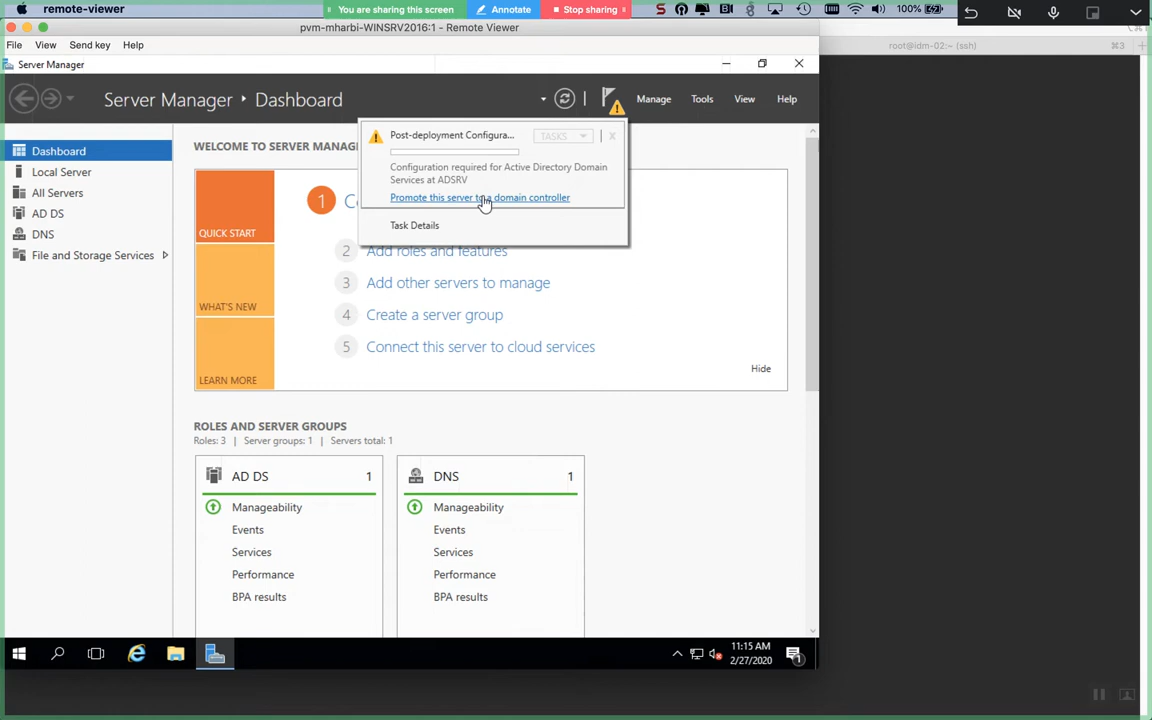 remote-viewer
You are sharing this screen
Annotate
Stop sharing
100%
pvm-mharbi-WINSRV2016:1 - Remote Viewer
File View Send key Help
root@idm-02:~ (ssh)
⌘3
Server Manager
Server Manager ‣ Dashboard
Manage Tools View Help
Dashboard
Local Server
All Servers
AD DS
DNS
File and Storage Services
WELCOME TO SERVER MANAG
Post-deployment Configura...
TASKS
Configuration required for Active Directory Domain
Services at ADSRV
Promote this server to a domain controller
Task Details
QUICK START
WHAT'S NEW
LEARN MORE
1
2 Add roles and features
3 Add other servers to manage
4 Create a server group
5 Connect this server to cloud services
Hide
ROLES AND SERVER GROUPS
Roles: 3 | Server groups: 1 | Servers total: 1
AD DS 1
Manageability
Events
Services
Performance
BPA results
DNS 1
Manageability
Events
Services
Performance
BPA results
11:15 AM
2/27/2020
1